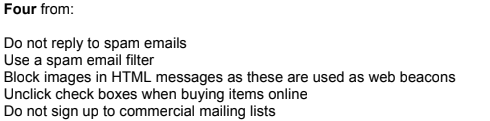 Four from:
Do not reply to spam emails
Use a spam email filter
Block images in HTML messages as these are used as web beacons
Unclick check boxes when buying items online
Do not sign up to commercial mailing lists